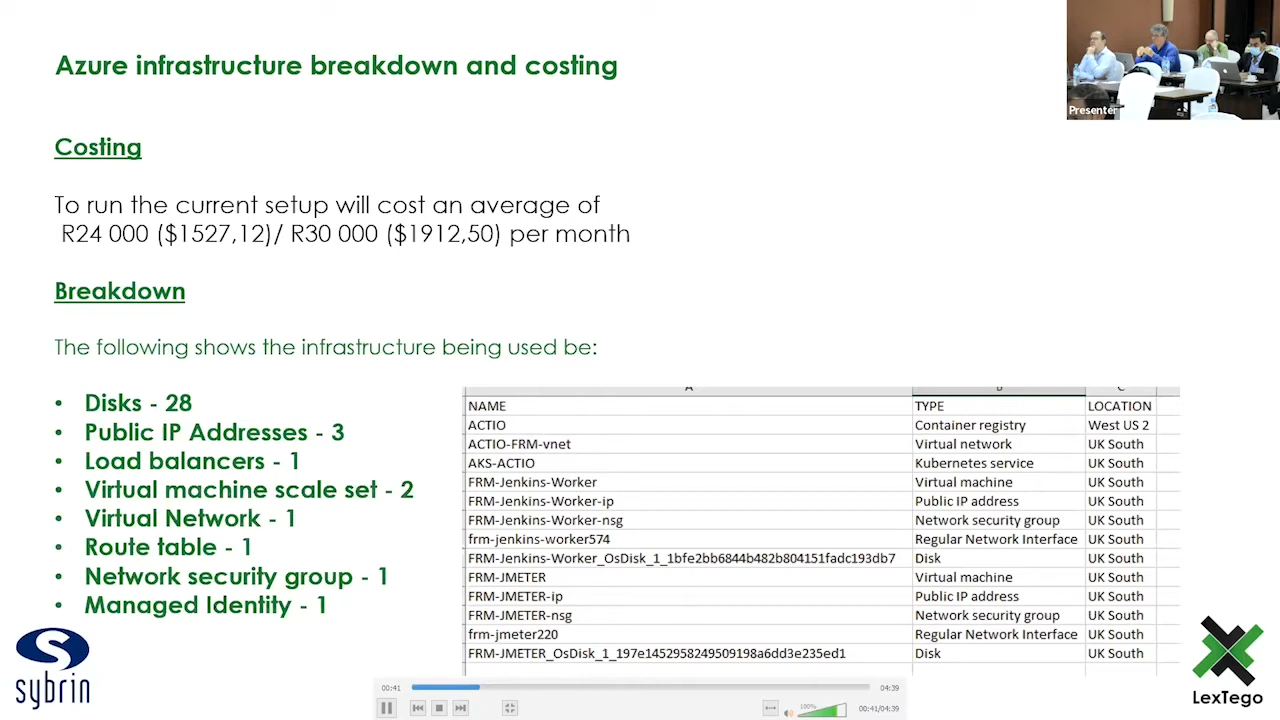 Azure infrastructure breakdown and costing
Presenter
Costing
To run the current setup will cost an average of
R24 000 ($1527,12)/ R30 000 ($1912,50) per month
Breakdown
The following shows the infrastructure being used be:
• Disks - 28
• Public IP Addresses - 3
• Load balancers - 1
• Virtual machine scale set - 2
• Virtual Network - 1
• Route table - 1
• Network security group - 1
• Managed Identity - 1
A B C
NAME TYPE LOCATION
ACTIO Container registry West US 2
ACTIO-FRM-vnet Virtual network UK South
AKS-ACTIO Kubernetes service UK South
FRM-Jenkins-Worker Virtual machine UK South
FRM-Jenkins-Worker-ip Public IP address UK South
FRM-Jenkins-Worker-nsg Network security group UK South
frm-jenkins-worker574 Regular Network Interface UK South
FRM-Jenkins-Worker_OsDisk_1_1bfe2bb6844b482b804151fadc193db7 Disk UK South
FRM-JMETER Virtual machine UK South
FRM-JMETER-ip Public IP address UK South
FRM-JMETER-nsg Network security group UK South
frm-jmeter220 Regular Network Interface UK South
FRM-JMETER_OsDisk_1_197e1452958249509198a6dd3e235ed1 Disk UK South
sybrin
LexTego
00:41 04:39
100% 00:41/04:39